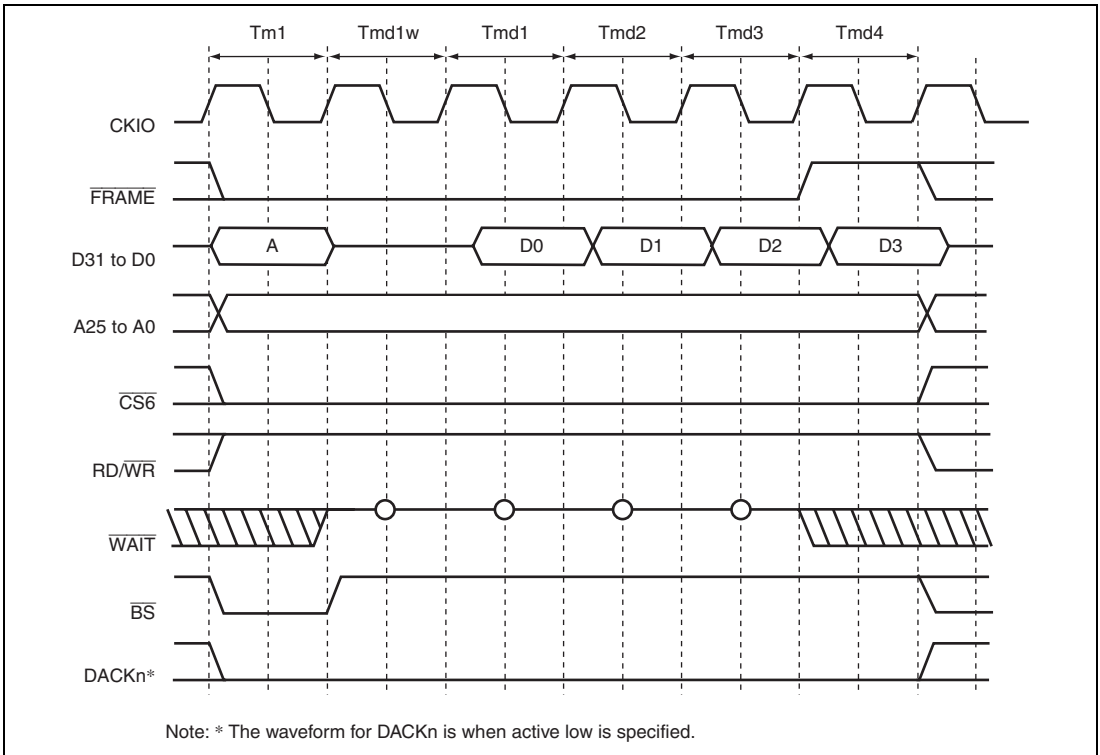 Tm1 Tmd1w Tmd1 Tmd2 Tmd3 Tmd4
CKIO
FRAME
D31 to D0 A D0 D1 D2 D3
A25 to A0
CS6
RD/WR
WAIT
BS
DACKn*
Note: * The waveform for DACKn is when active low is specified.